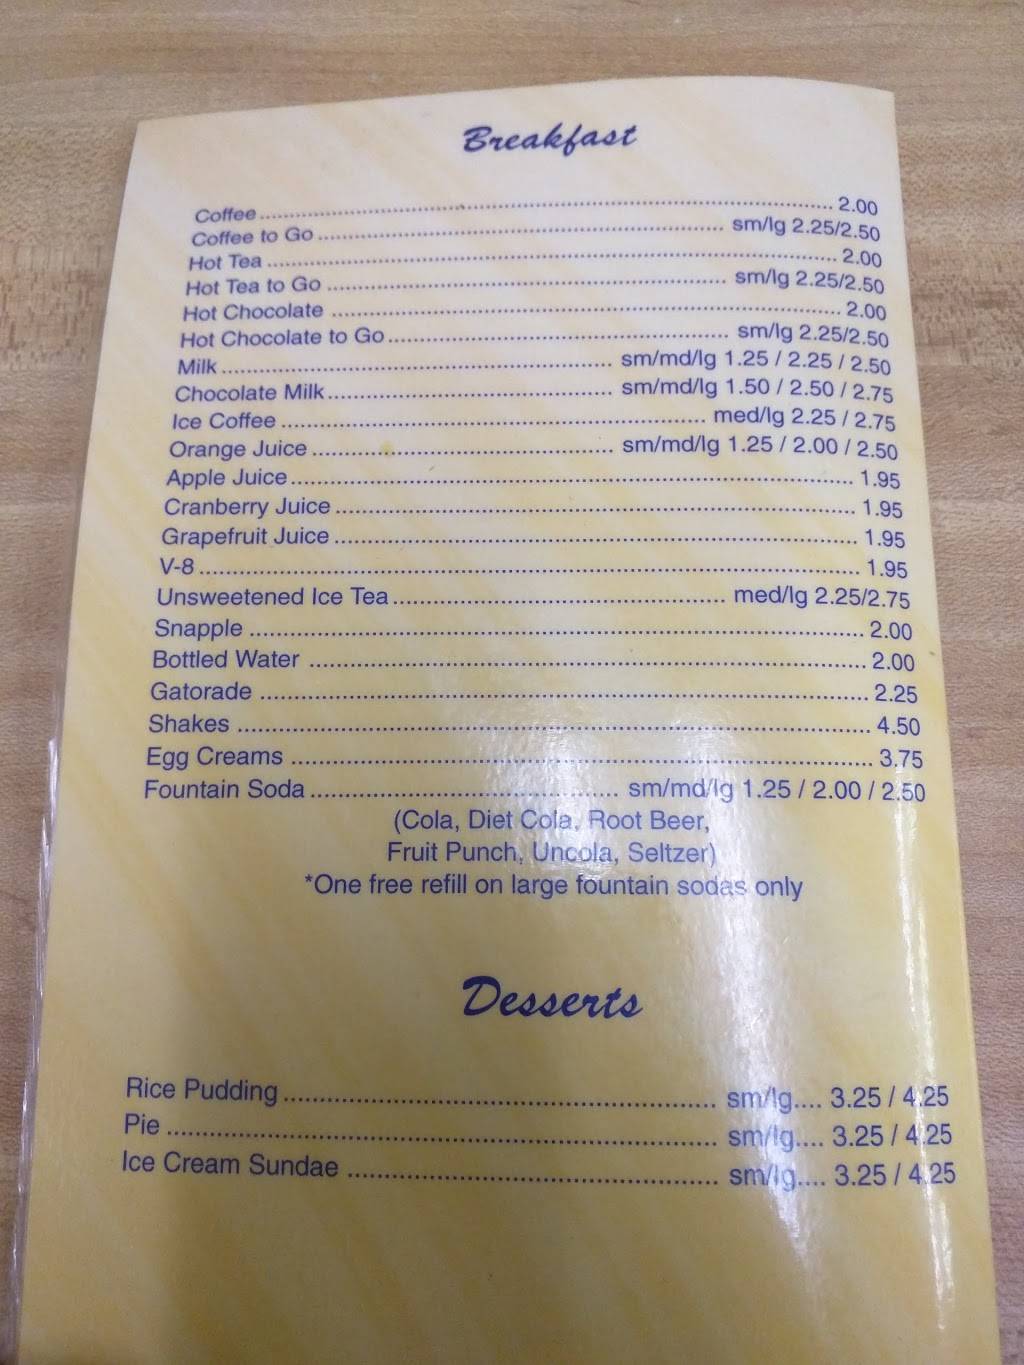 Breakfast
Coffee ........ 2.00
Coffee to Go ........ sm/lg 2.25/2.50
Hot Tea ........ 2.00
Hot Tea to Go ........ sm/lg 2.25/2.50
Hot Chocolate ........ 2.00
Hot Chocolate to Go ........ sm/lg 2.25/2.50
Milk ........ sm/md/lg 1.25 / 2.25 / 2.50
Chocolate Milk ........ sm/md/lg 1.50 / 2.50 / 2.75
Ice Coffee ........ med/lg 2.25 / 2.75
Orange Juice ........ sm/md/lg 1.25 / 2.00 / 2.50
Apple Juice ........ 1.95
Cranberry Juice ........ 1.95
Grapefruit Juice ........ 1.95
V-8 ........ 1.95
Unsweetened Ice Tea ........ med/lg 2.25/2.75
Snapple ........ 2.00
Bottled Water ........ 2.00
Gatorade ........ 2.25
Shakes ........ 4.50
Egg Creams ........ 3.75
Fountain Soda ........ sm/md/lg 1.25 / 2.00 / 2.50
(Cola, Diet Cola, Root Beer,
Fruit Punch, Uncola, Seltzer)
*One free refill on large fountain sodas only
Desserts
Rice Pudding ........ sm/lg.... 3.25 / 4.25
Pie ........ sm/lg.... 3.25 / 4.25
Ice Cream Sundae ........ sm/lg.... 3.25 / 4.25